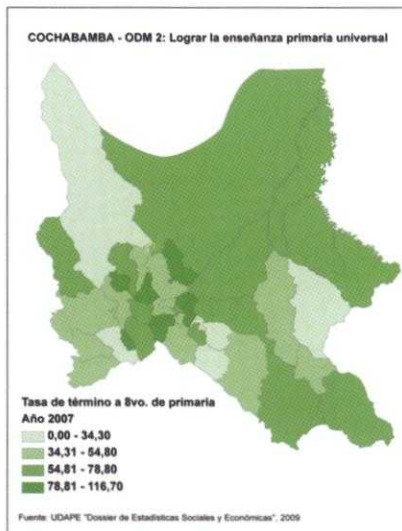 COCHABAMBA - ODM 2: Lograr la enseñanza primaria universal
Tasa de término a 8vo. de primaria
Año 2007
0,00 - 34,30
34,31 - 54,80
54,81 - 78,80
78,81 - 116,70
Fuente: UDAPE "Dossier de Estadísticas Sociales y Económicas", 2009